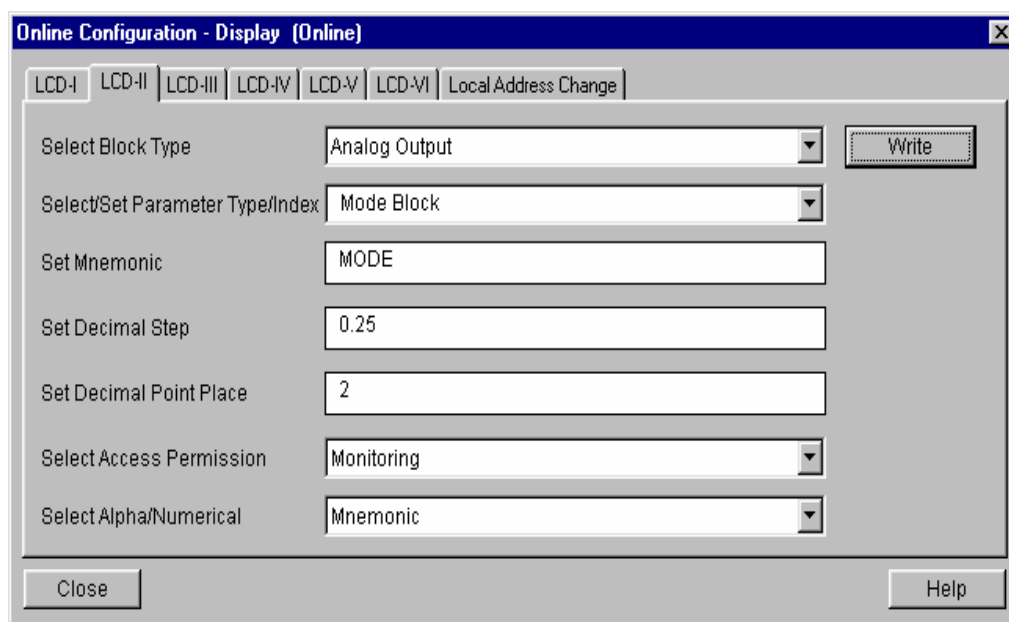 Online Configuration - Display (Online)
LCD-I LCD-II LCD-III LCD-IV LCD-V LCD-VI Local Address Change
Select Block Type Analog Output Write
Select/Set Parameter Type/Index Mode Block
Set Mnemonic MODE
Set Decimal Step 0.25
Set Decimal Point Place 2
Select Access Permission Monitoring
Select Alpha/Numerical Mnemonic
Close Help